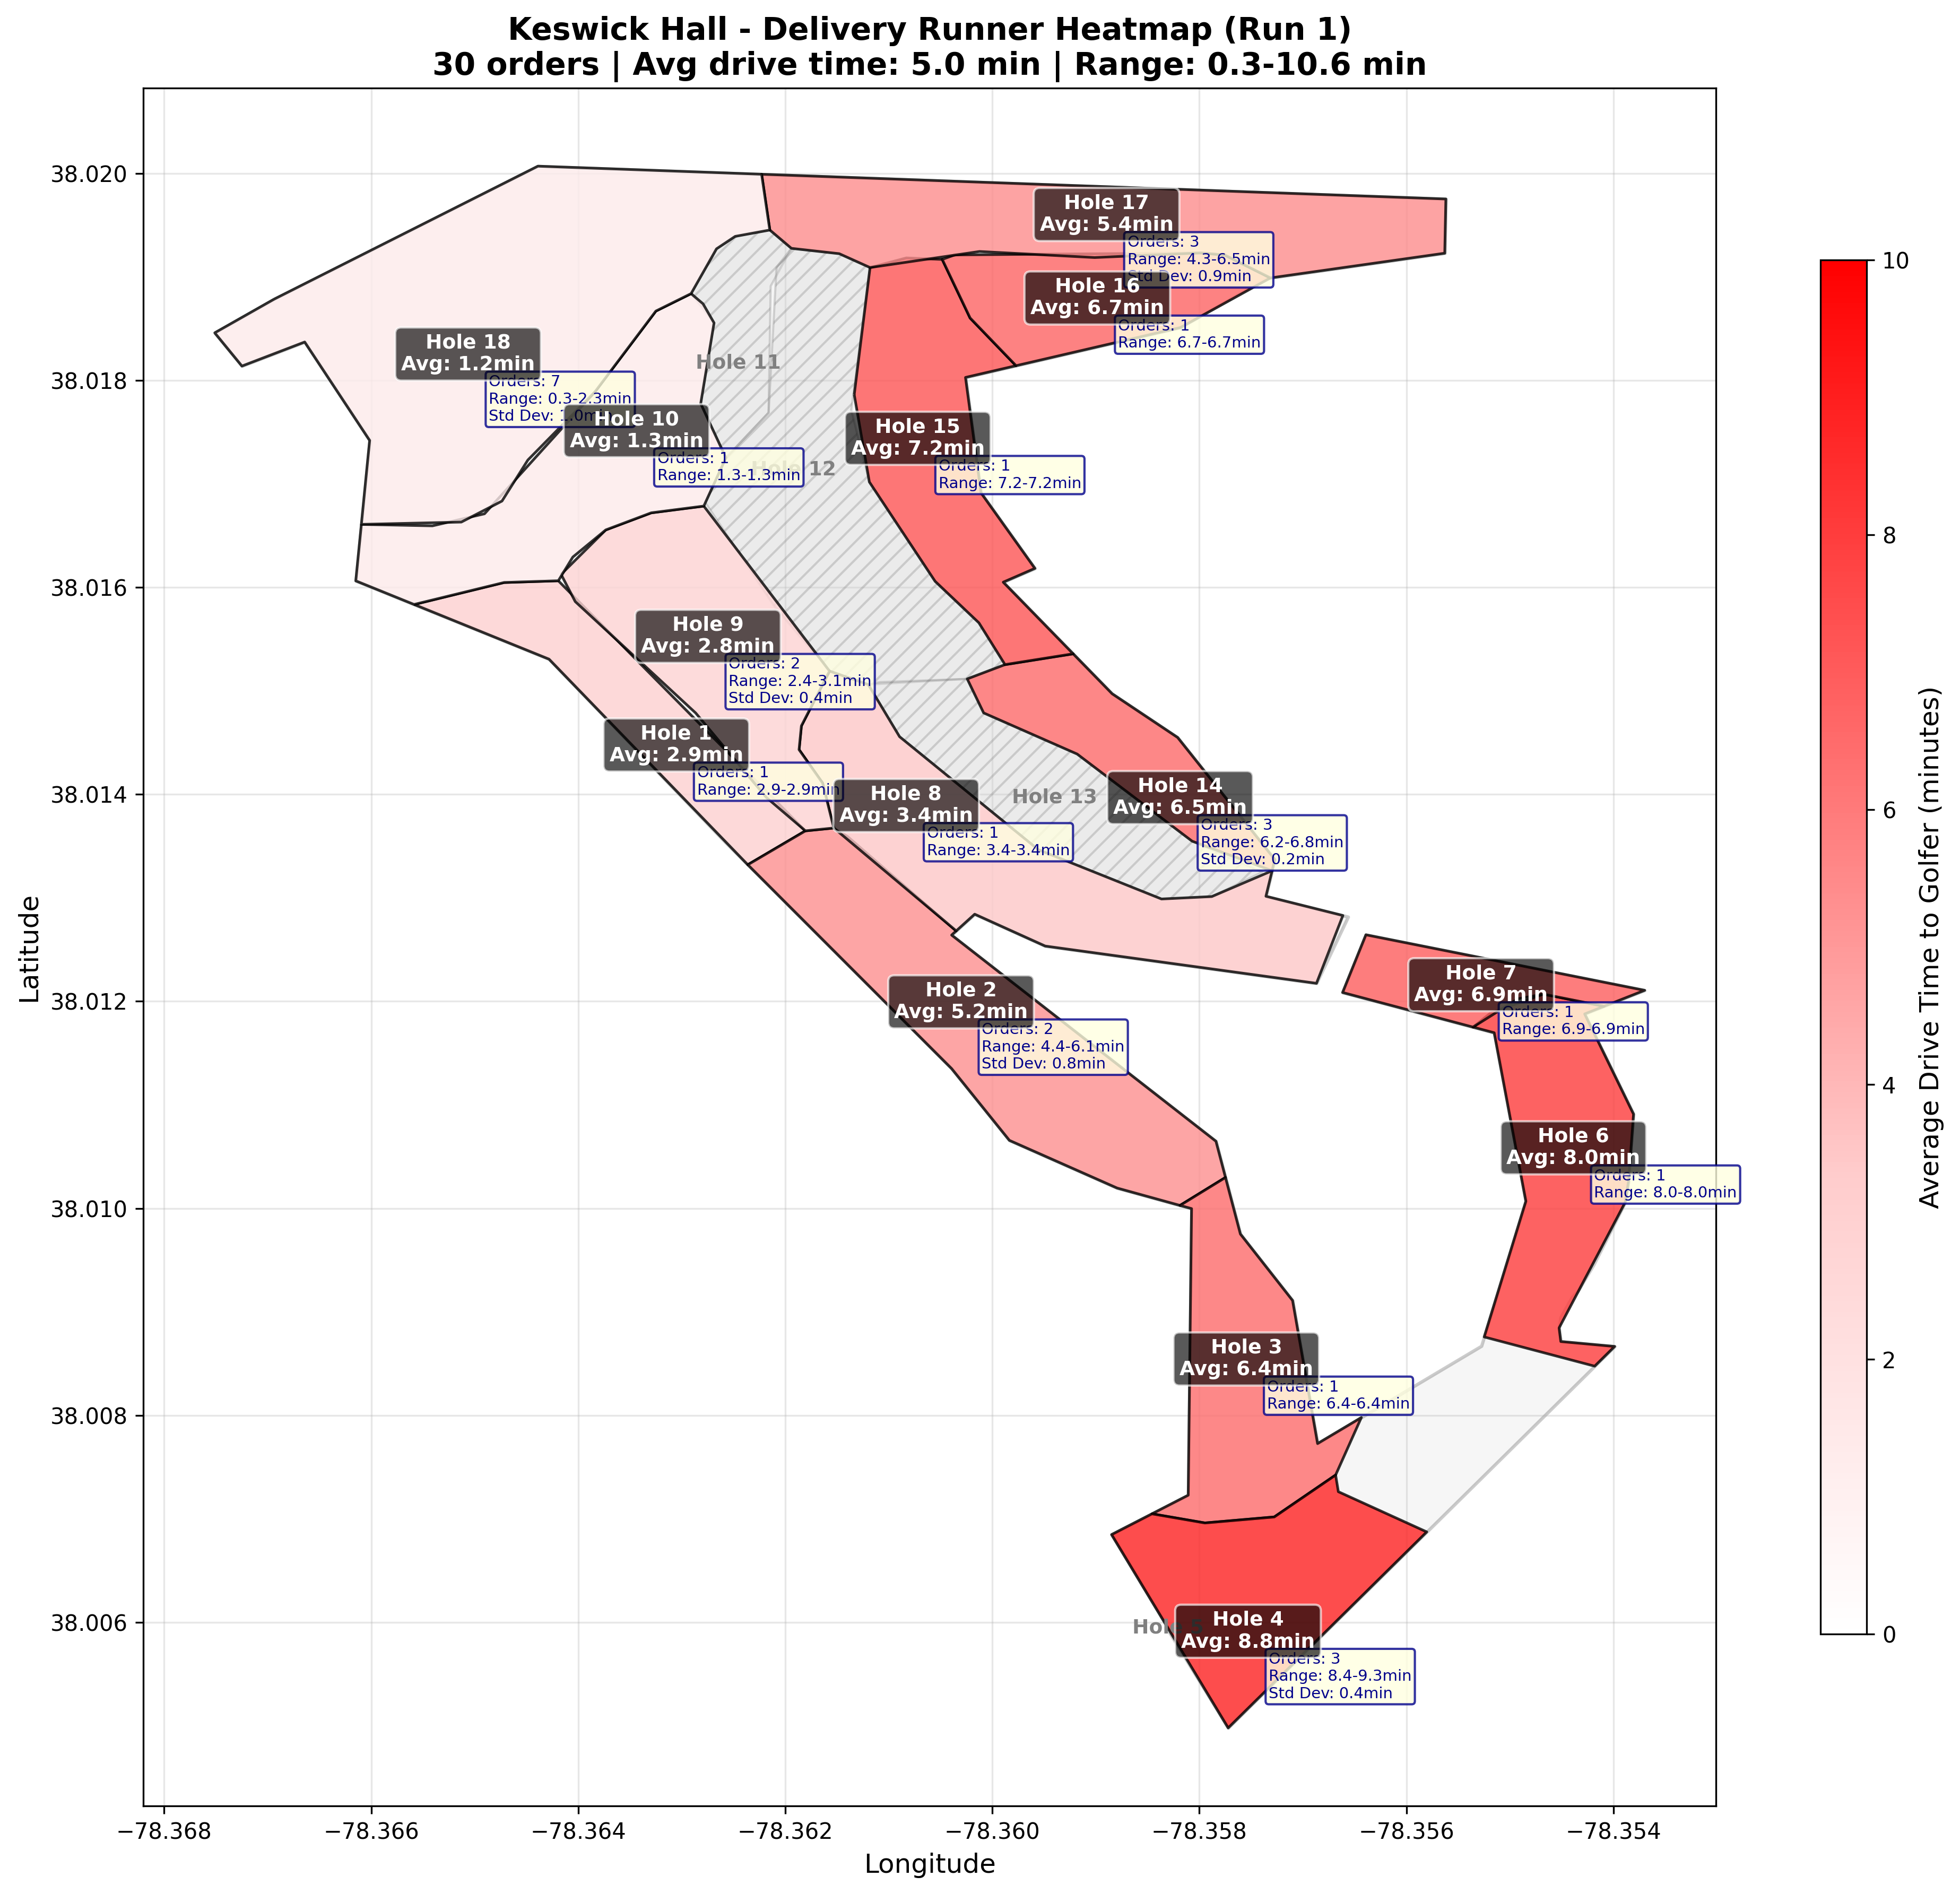 Keswick Hall - Delivery Runner Heatmap (Run 1)
30 orders | Avg drive time: 5.0 min | Range: 0.3-10.6 min
Latitude
38.020
38.018
38.016
38.014
38.012
38.010
38.008
38.006
Hole 17
Avg: 5.4min
Orders: 3
Range: 4.3-6.5min
Std Dev: 0.9min
Hole 16
Avg: 6.7min
Orders: 1
Range: 6.7-6.7min
Hole 18
Avg: 1.2min
Orders: 7
Range: 0.3-2.3min
Std Dev: 1.0min
Hole 11
Hole 10
Avg: 1.3min
Orders: 1
Range: 1.3-1.3min
Hole 12
Hole 15
Avg: 7.2min
Orders: 1
Range: 7.2-7.2min
Hole 9
Avg: 2.8min
Orders: 2
Range: 2.4-3.1min
Std Dev: 0.4min
Hole 1
Avg: 2.9min
Orders: 1
Range: 2.9-2.9min
Hole 8
Avg: 3.4min
Orders: 1
Range: 3.4-3.4min
Hole 13
Hole 14
Avg: 6.5min
Orders: 3
Range: 6.2-6.8min
Std Dev: 0.2min
Hole 7
Avg: 6.9min
Orders: 1
Range: 6.9-6.9min
Hole 2
Avg: 5.2min
Orders: 2
Range: 4.4-6.1min
Std Dev: 0.8min
Hole 6
Avg: 8.0min
Orders: 1
Range: 8.0-8.0min
Hole 3
Avg: 6.4min
Orders: 1
Range: 6.4-6.4min
Hole 4
Avg: 8.8min
Orders: 3
Range: 8.4-9.3min
Std Dev: 0.4min
−78.368
−78.366
−78.364
−78.362
−78.360
−78.358
−78.356
−78.354
Longitude
10
8
6
4
2
0
Average Drive Time to Golfer (minutes)